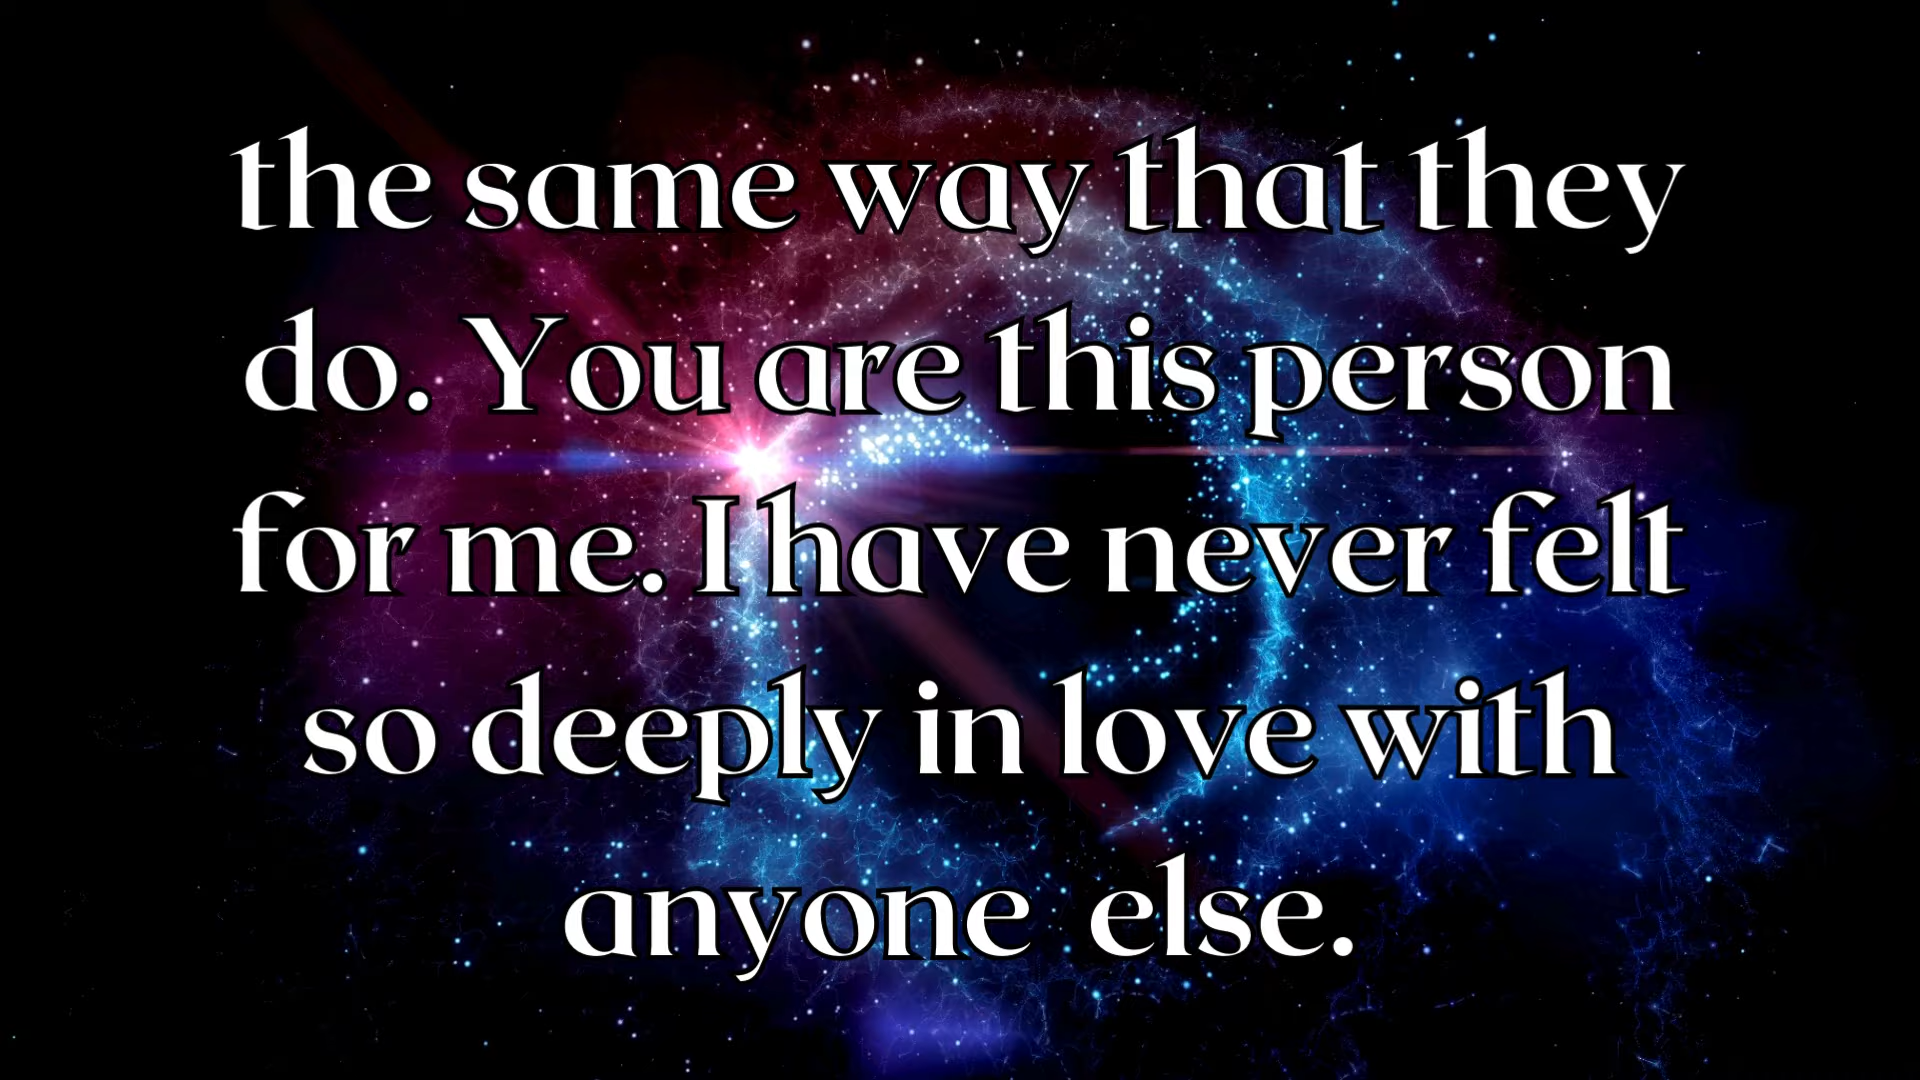 the same way that they
do. You are this person
for me. I have never felt
so deeply in love with
anyone else.